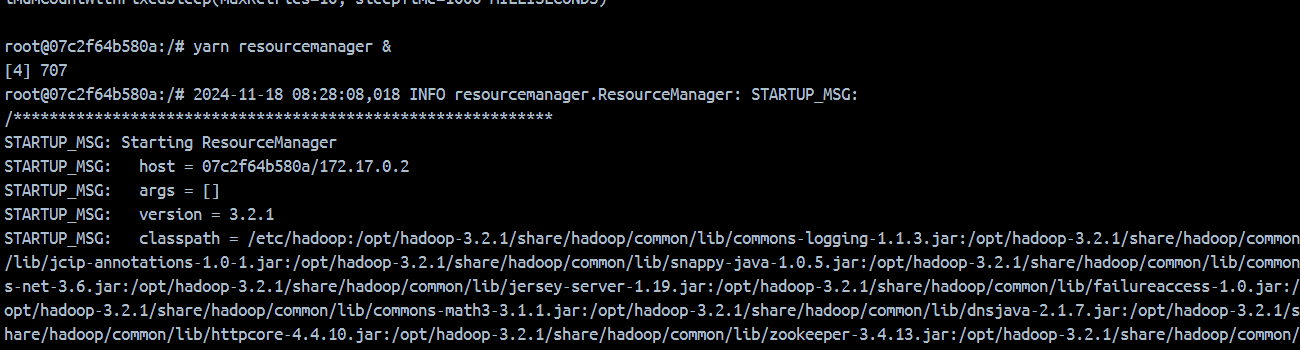 tMaximumCountWithFixedSleep(maxRetries=10, sleepTime=1000 MILLISECONDS)
root@07c2f64b580a:/# yarn resourcemanager &
[4] 707
root@07c2f64b580a:/# 2024-11-18 08:28:08,018 INFO resourcemanager.ResourceManager: STARTUP_MSG:
/************************************************************
STARTUP_MSG: Starting ResourceManager
STARTUP_MSG:   host = 07c2f64b580a/172.17.0.2
STARTUP_MSG:   args = []
STARTUP_MSG:   version = 3.2.1
STARTUP_MSG:   classpath = /etc/hadoop:/opt/hadoop-3.2.1/share/hadoop/common/lib/commons-logging-1.1.3.jar:/opt/hadoop-3.2.1/share/hadoop/common
/lib/jcip-annotations-1.0-1.jar:/opt/hadoop-3.2.1/share/hadoop/common/lib/snappy-java-1.0.5.jar:/opt/hadoop-3.2.1/share/hadoop/common/lib/common
s-net-3.6.jar:/opt/hadoop-3.2.1/share/hadoop/common/lib/jersey-server-1.19.jar:/opt/hadoop-3.2.1/share/hadoop/common/lib/failureaccess-1.0.jar:/
opt/hadoop-3.2.1/share/hadoop/common/lib/commons-math3-3.1.1.jar:/opt/hadoop-3.2.1/share/hadoop/common/lib/dnsjava-2.1.7.jar:/opt/hadoop-3.2.1/s
hare/hadoop/common/lib/httpcore-4.4.10.jar:/opt/hadoop-3.2.1/share/hadoop/common/lib/zookeeper-3.4.13.jar:/opt/hadoop-3.2.1/share/hadoop/common/